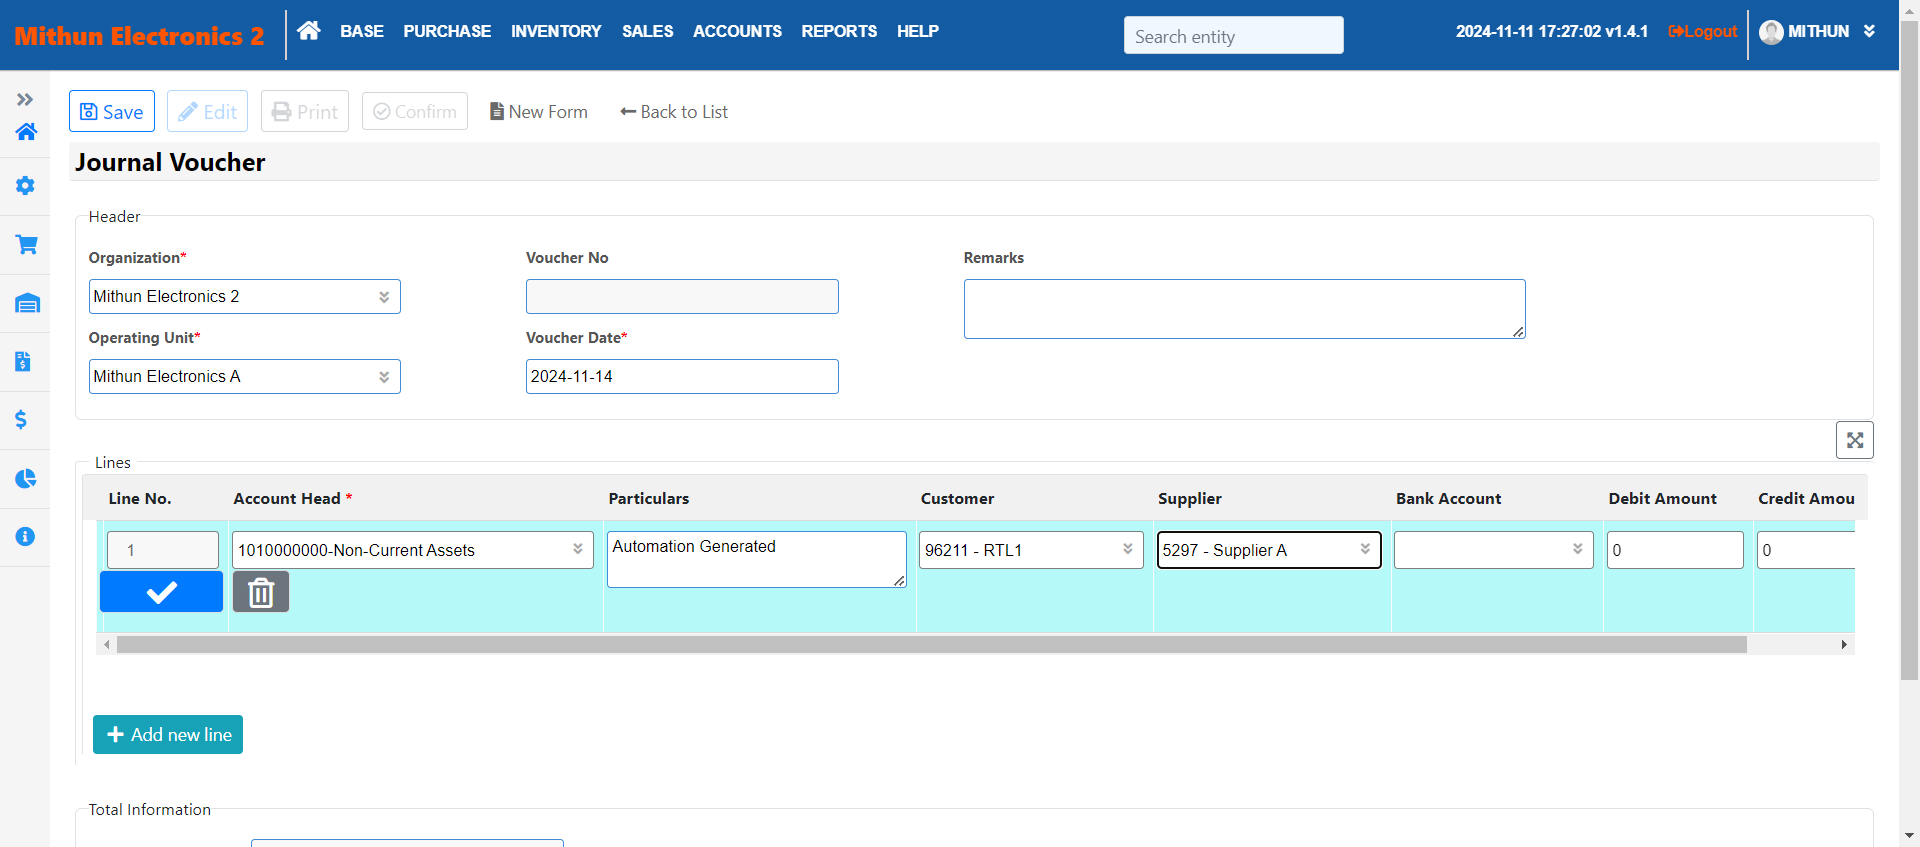 Mithun Electronics 2
BASE PURCHASE INVENTORY SALES ACCOUNTS REPORTS HELP
Search entity
2024-11-11 17:27:02 v1.4.1
Logout
MITHUN
Save Edit Print Confirm New Form Back to List
Journal Voucher
Header
Organization* Voucher No Remarks
Mithun Electronics 2
Operating Unit* Voucher Date*
Mithun Electronics A 2024-11-14
Lines
Line No. Account Head * Particulars Customer Supplier Bank Account Debit Amount Credit Amou
1 1010000000-Non-Current Assets Automation Generated 96211 - RTL1 5297 - Supplier A 0 0
Add new line
Total Information